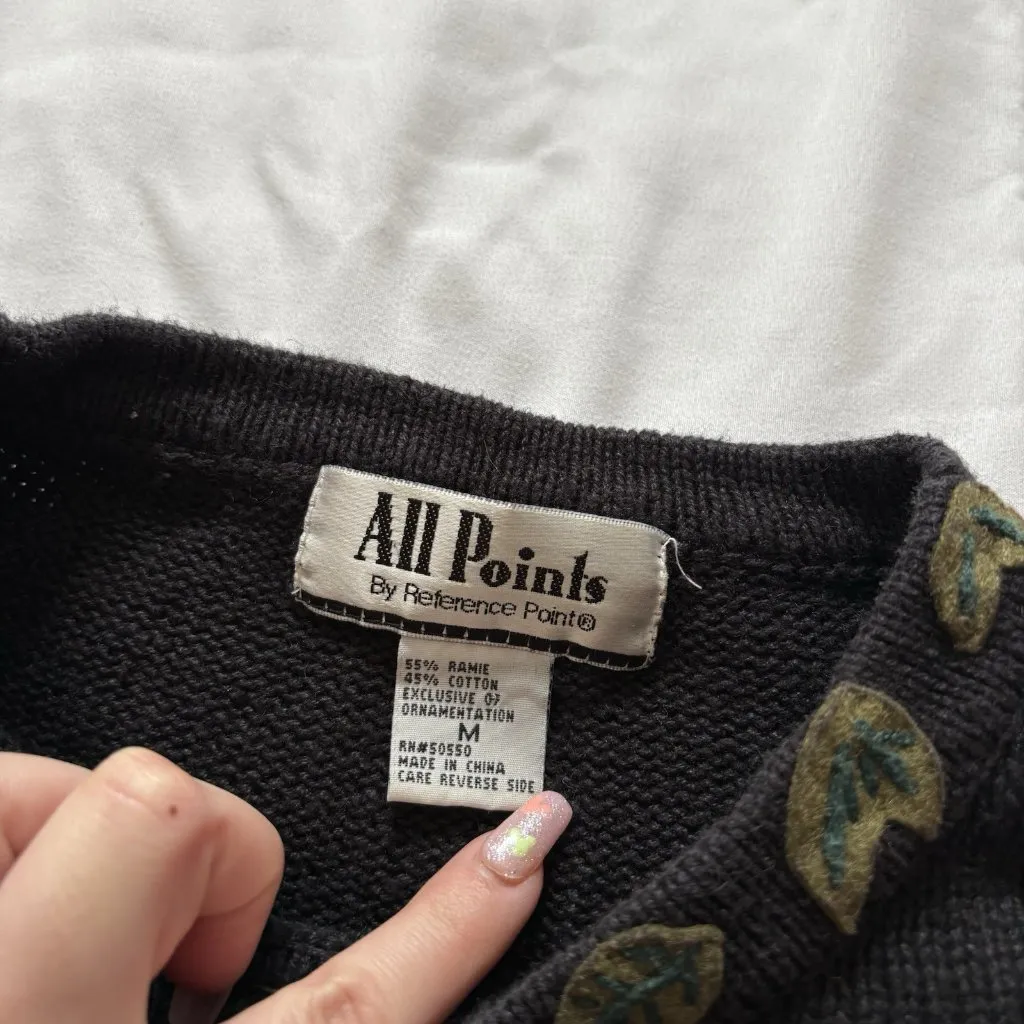 All Points
By Reference Point®
55% RAMIE
45% COTTON
EXCLUSIVE OF
ORNAMENTATION
M
RN#50550
MADE IN CHINA
CARE REVERSE SIDE